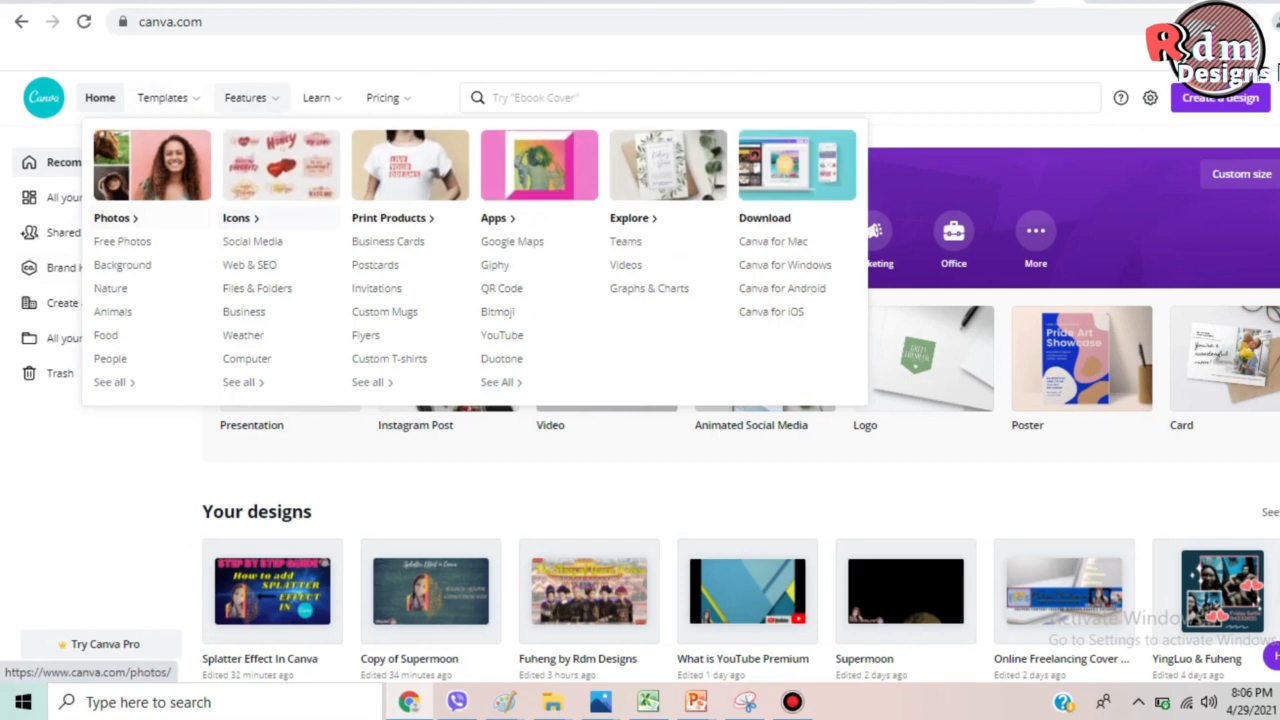 canva.com
Rdm
Designs
Canva
Home
Templates
Features
Learn
Pricing
Try "Ebook Cover"
Create a design
Recom
All your
Shared
Brand
Create
All your
Trash
Try Canva Pro
https://www.canva.com/photos/
Photos
Free Photos
Background
Nature
Animals
Food
People
See all
Icons
Social Media
Web & SEO
Files & Folders
Business
Weather
Computer
See all
Print Products
Business Cards
Postcards
Invitations
Custom Mugs
Flyers
Custom T-shirts
See all
Apps
Google Maps
Giphy
QR Code
Bitmoji
YouTube
Duotone
See All
Explore
Teams
Videos
Graphs & Charts
Download
Canva for Mac
Canva for Windows
Canva for Android
Canva for iOS
Custom size
keting
Office
More
Pride Art
Showcase
Presentation
Instagram Post
Video
Animated Social Media
Logo
Poster
Card
Your designs
See
STEP BY STEP GUIDE
How to add
SPLATTER
EFFECT
IN
Splatter Effect in Canva
Splatter Effect In Canva
Edited 32 minutes ago
Copy of Supermoon
Edited 34 minutes ago
Fuheng by Rdm Designs
Edited 3 hours ago
What is YouTube Premium
Edited 1 day ago
Supermoon
Edited 2 days ago
Online Freelancing Cover ...
Edited 2 days ago
YingLuo & Fuheng
Edited 4 days ago
Activate Windows
Go to Settings to activate Windows.
Type here to search
8:06 PM
4/29/2021